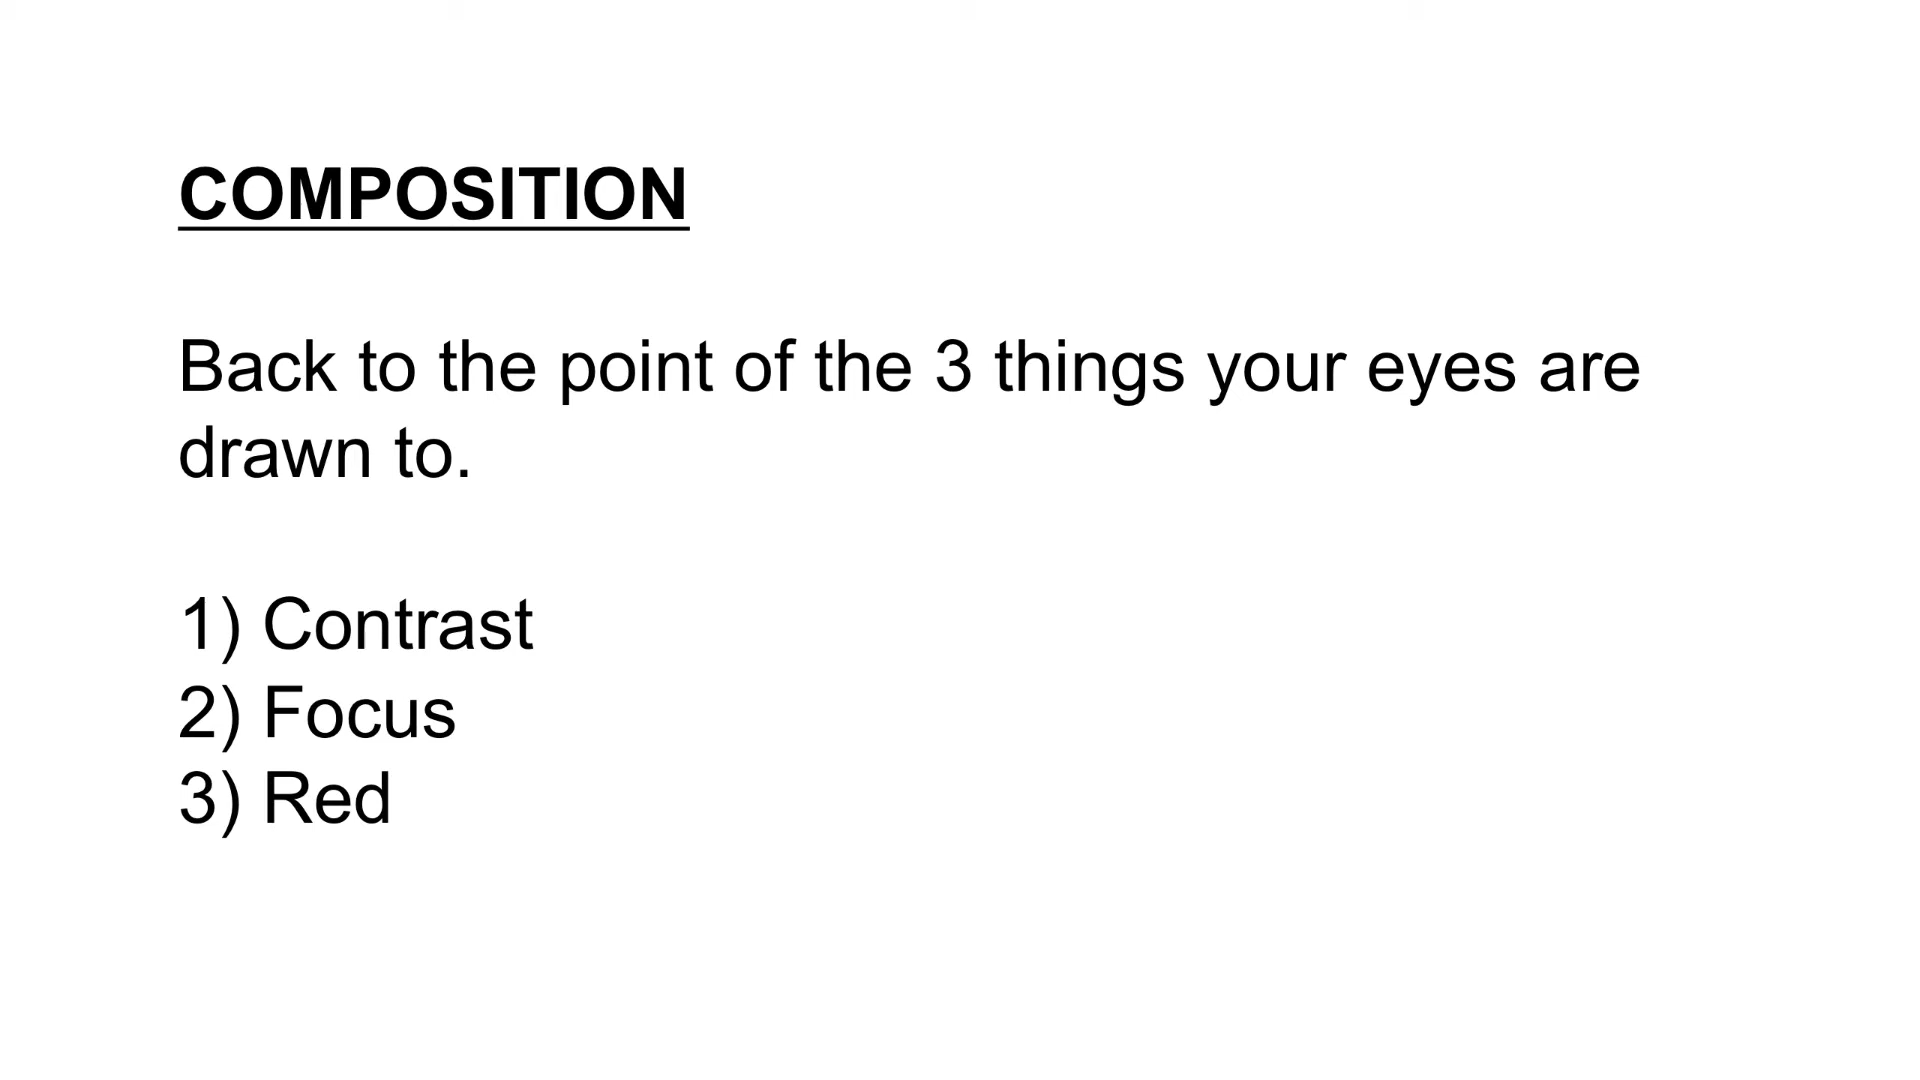 COMPOSITION
Back to the point of the 3 things your eyes are
drawn to.
1) Contrast
2) Focus
3) Red